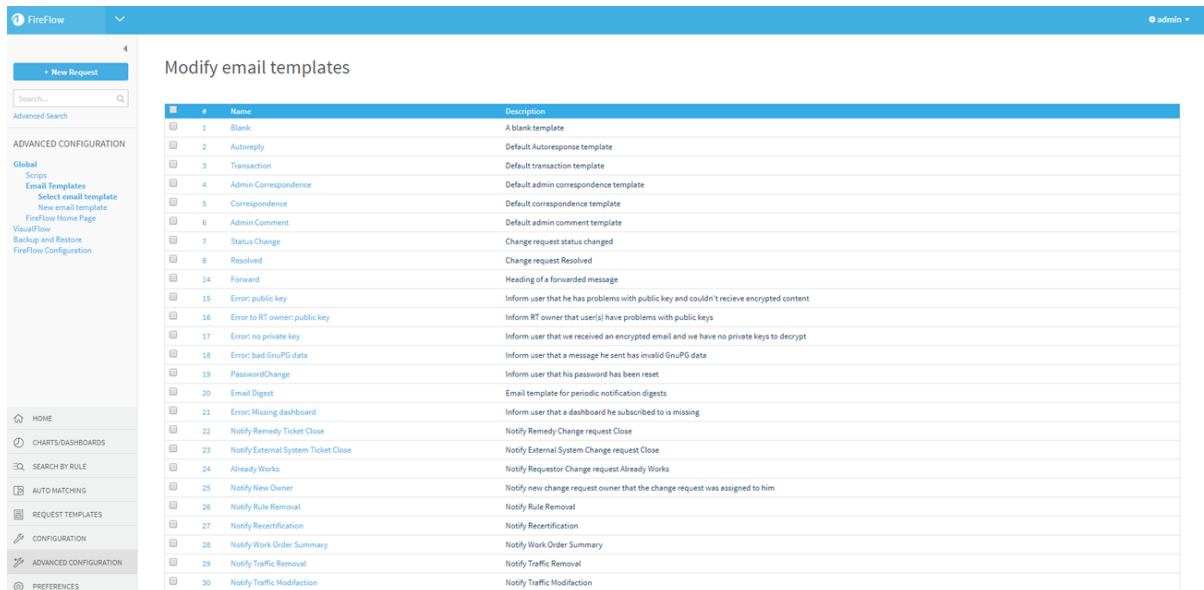 FireFlow
admin
+ New Request
Search...
Advanced Search
ADVANCED CONFIGURATION
Global
Scrips
Email Templates
Select email template
New email template
FireFlow Home Page
VisualFlow
Backup and Restore
FireFlow Configuration
HOME
CHARTS/DASHBOARDS
SEARCH BY RULE
AUTO MATCHING
REQUEST TEMPLATES
CONFIGURATION
ADVANCED CONFIGURATION
PREFERENCES
Modify email templates
# Name Description
1 Blank A blank template
2 Autoreply Default Autoresponse template
3 Transaction Default transaction template
4 Admin Correspondence Default admin correspondence template
5 Correspondence Default correspondence template
6 Admin Comment Default admin comment template
7 Status Change Change request status changed
8 Resolved Change request Resolved
14 Forward Heading of a forwarded message
15 Error: public key Inform user that he has problems with public key and couldn't recieve encrypted content
16 Error to RT owner: public key Inform RT owner that user(s) have problems with public keys
17 Error: no private key Inform user that we received an encrypted email and we have no private keys to decrypt
18 Error: bad GnuPG data Inform user that a message he sent has invalid GnuPG data
19 PasswordChange Inform user that his password has been reset
20 Email Digest Email template for periodic notification digests
21 Error: Missing dashboard Inform user that a dashboard he subscribed to is missing
22 Notify Remedy Ticket Close Notify Remedy Change request Close
23 Notify External System Ticket Close Notify External System Change request Close
24 Already Works Notify Requestor Change request Already Works
25 Notify New Owner Notify new change request owner that the change request was assigned to him
26 Notify Rule Removal Notify Rule Removal
27 Notify Recertification Notify Recertification
28 Notify Work Order Summary Notify Work Order Summary
29 Notify Traffic Removal Notify Traffic Removal
30 Notify Traffic Modifaction Notify Traffic Modifaction